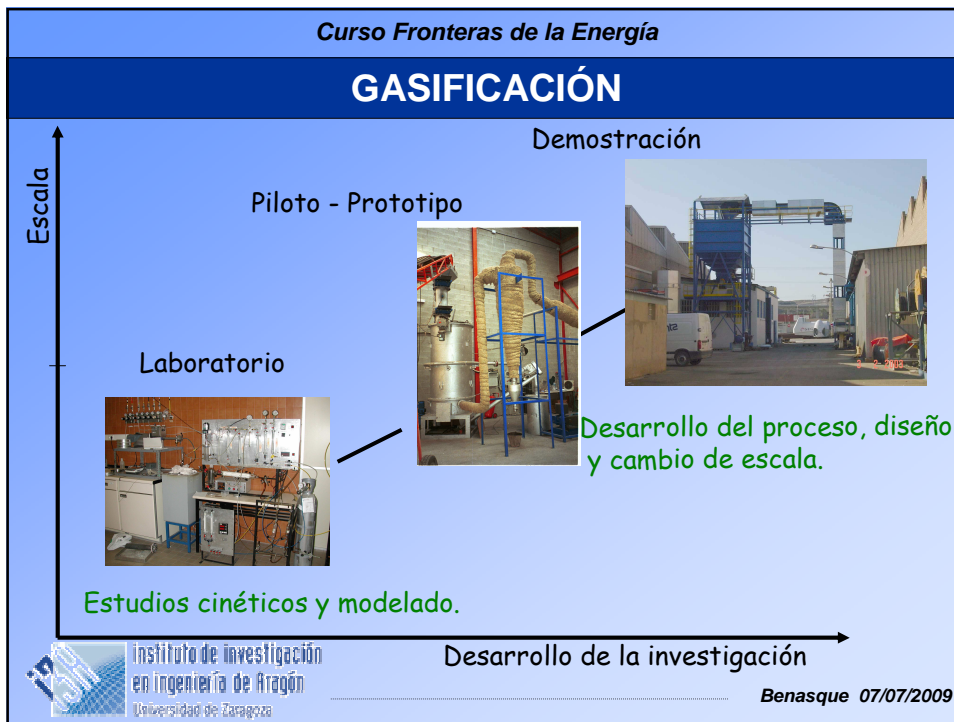 Curso Fronteras de la Energía
GASIFICACIÓN
Demostración
Escala
Piloto - Prototipo
Laboratorio
Desarrollo del proceso, diseño
y cambio de escala.
Estudios cinéticos y modelado.
Desarrollo de la investigación
instituto de investigación
en ingeniería de Aragón
Universidad de Zaragoza
Benasque 07/07/2009